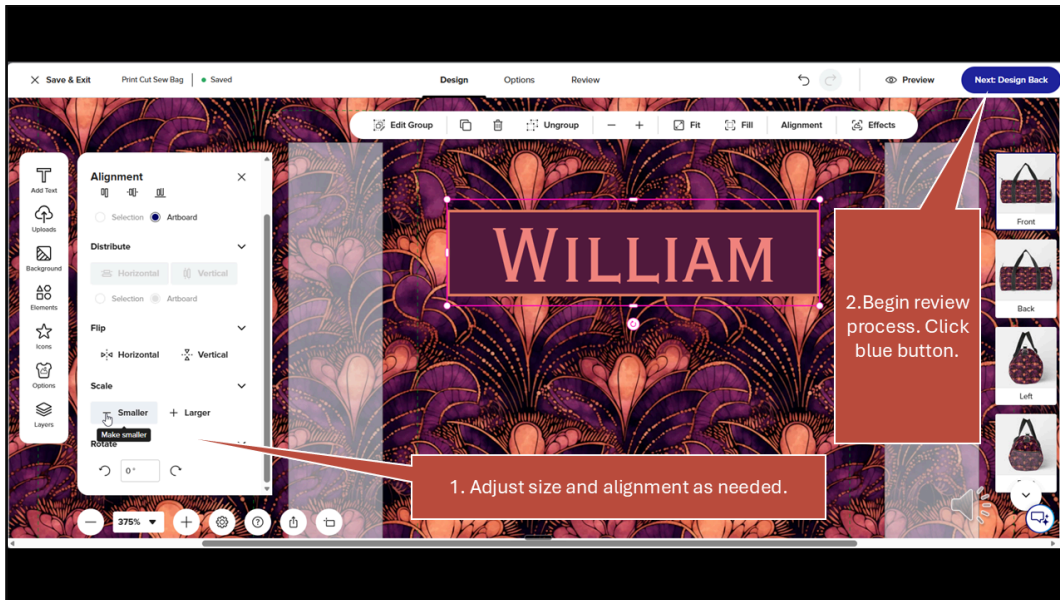 Save & Exit
Print Cut Sew Bag
Saved
Design
Options
Review
Preview
Next: Design Back
Edit Group
Ungroup
Fit
Fill
Alignment
Effects
Add Text
Uploads
Background
Elements
Icons
Options
Layers
Alignment
Selection
Artboard
Distribute
Horizontal
Vertical
Selection
Artboard
Flip
Horizontal
Vertical
Scale
Smaller
Larger
Make smaller
Rotate
0°
375%
WILLIAM
1. Adjust size and alignment as needed.
2.Begin review
process. Click
blue button.
Front
Back
Left